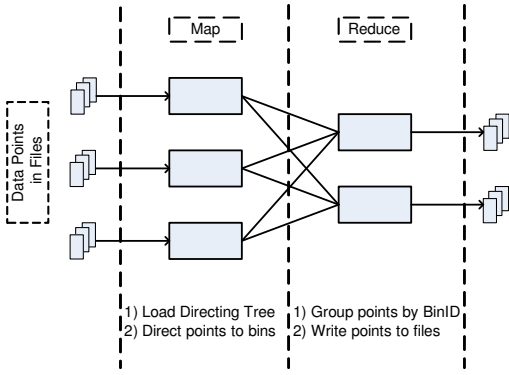 Map
Reduce
Data Points
in Files
1) Load Directing Tree
2) Direct points to bins
1) Group points by BinID
2) Write points to files